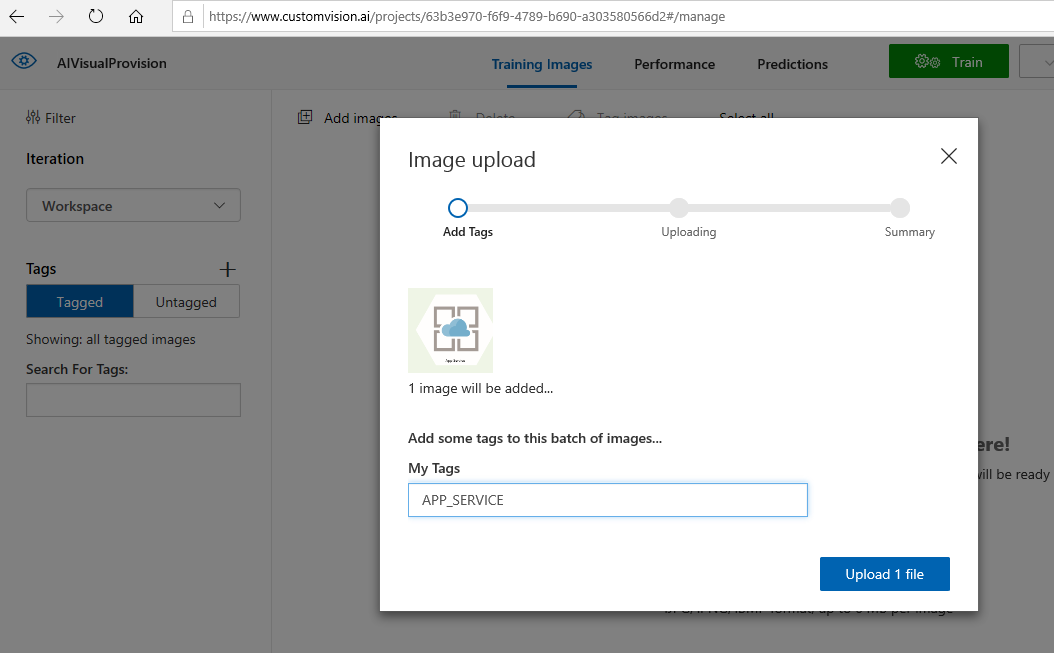 https://www.customvision.ai/projects/63b3e970-f6f9-4789-b690-a303580566d2#/manage
AIVisualProvision
Training Images
Performance
Predictions
Train
Filter
Add images
Delete
Tag images
Select all
Iteration
Workspace
Tags
Tagged
Untagged
Showing: all tagged images
Search For Tags:
Image upload
Add Tags
Uploading
Summary
App Service
1 image will be added...
Add some tags to this batch of images...
My Tags
APP_SERVICE
Upload 1 file
ere!
will be ready